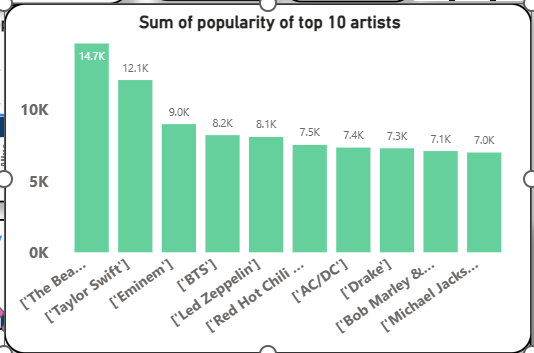 Sum of popularity of top 10 artists
14.7K
12.1K
9.0K
8.2K
8.1K
7.5K
7.4K
7.3K
7.1K
7.0K
10K
5K
0K
['The Bea...
['Taylor Swift']
['Eminem']
['BTS']
['Led Zeppelin']
['Red Hot Chili ...
['AC/DC']
['Drake']
['Bob Marley &...
['Michael Jacks...